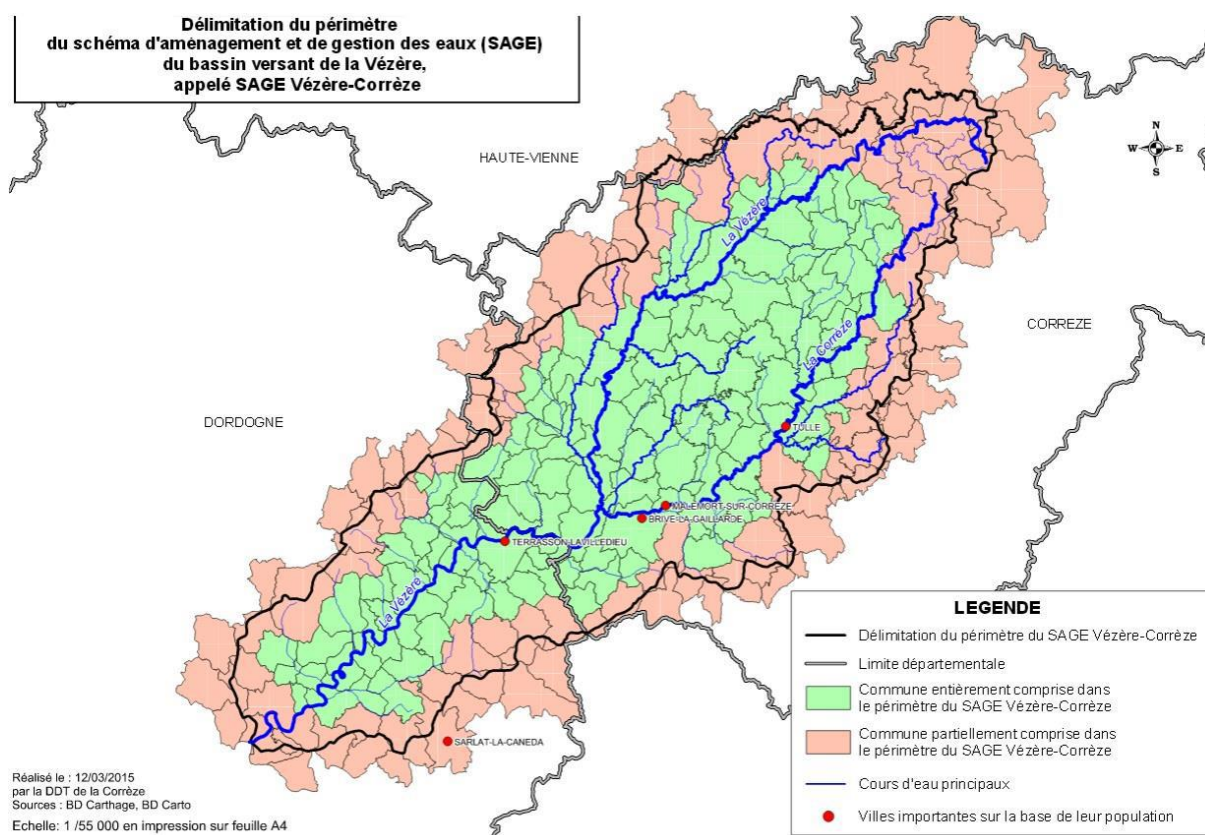 Délimitation du périmètre
du schéma d'aménagement et de gestion des eaux (SAGE)
du bassin versant de la Vézère,
appelé SAGE Vézère-Corrèze
HAUTE-VIENNE
N
W E
S
La Vézère
CORREZE
La Corrèze
DORDOGNE
TULLE
MALEMORT-SUR-CORREZE
BRIVE-LA-GAILLARDE
TERRASSON-LAVILLEDIEU
La Vézère
SARLAT-LA-CANEDA
LEGENDE
Délimitation du périmètre du SAGE Vézère-Corrèze
Limite départementale
Commune entièrement comprise dans
le périmètre du SAGE Vézère-Corrèze
Commune partiellement comprise dans
le périmètre du SAGE Vézère-Corrèze
Cours d'eau principaux
Villes importantes sur la base de leur population
Réalisé le : 12/03/2015
par la DDT de la Corrèze
Sources : BD Carthage, BD Carto
Echelle: 1 /55 000 en impression sur feuille A4